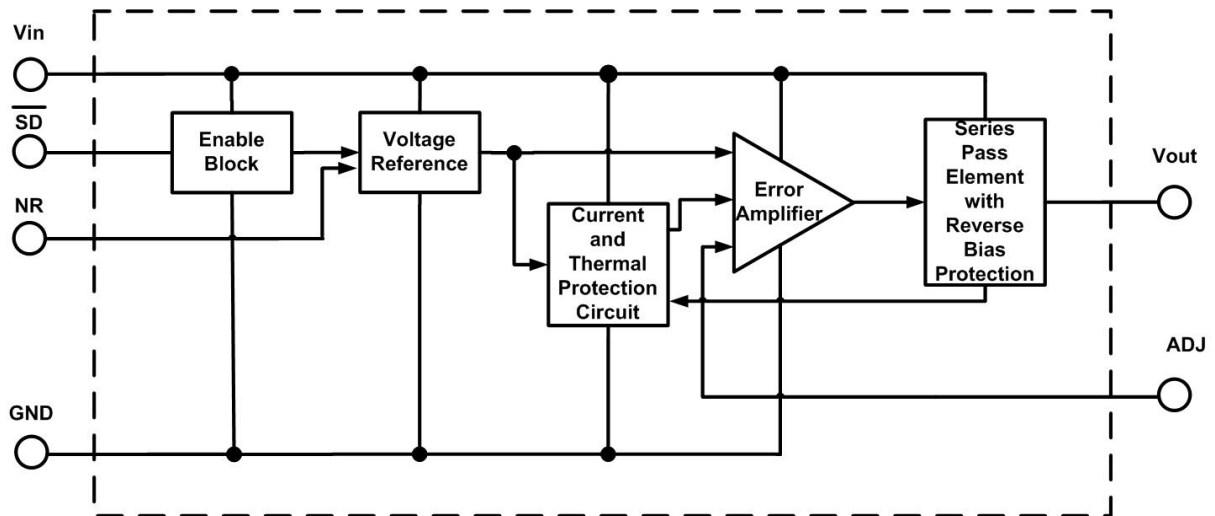 Vin
SD
NR
GND
Enable
Block
Voltage
Reference
Current
and
Thermal
Protection
Circuit
Error
Amplifier
Series
Pass
Element
with
Reverse
Bias
Protection
Vout
ADJ